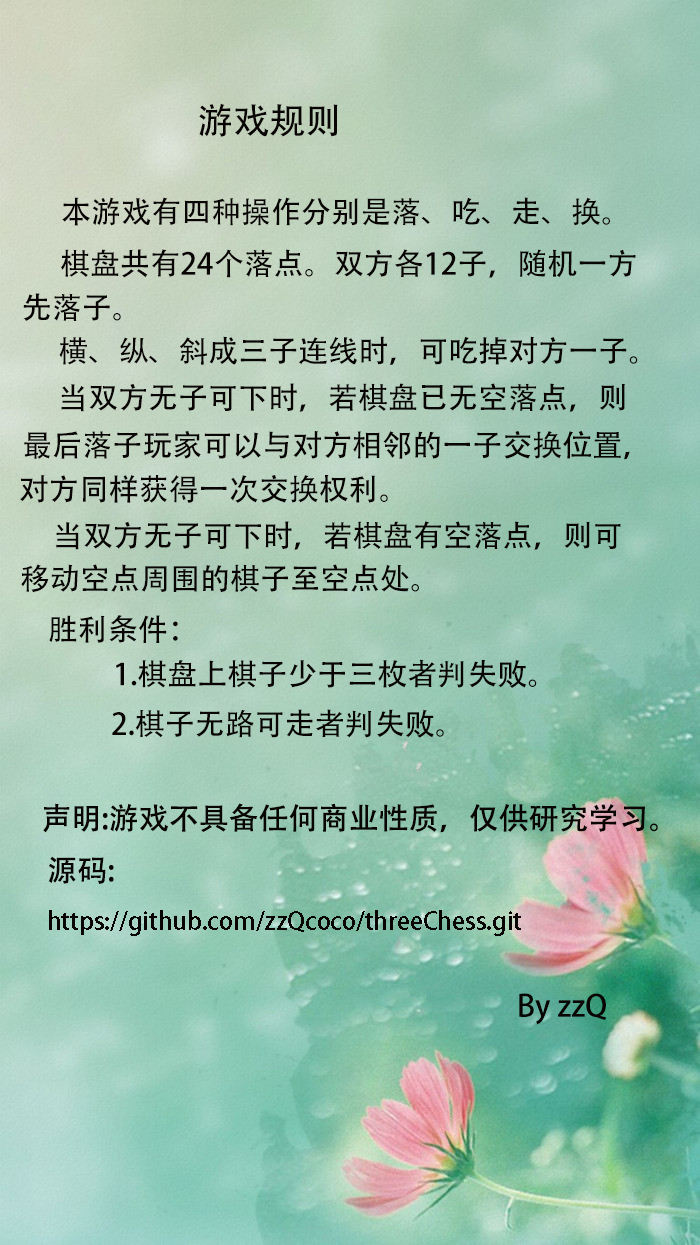 游戏规则
本游戏有四种操作分别是落、吃、走、换。
棋盘共有24个落点。双方各12子，随机一方
先落子。
横、纵、斜成三子连线时，可吃掉对方一子。
当双方无子可下时，若棋盘已无空落点，则
最后落子玩家可以与对方相邻的一子交换位置，
对方同样获得一次交换权利。
当双方无子可下时，若棋盘有空落点，则可
移动空点周围的棋子至空点处。
胜利条件：
1.棋盘上棋子少于三枚者判失败。
2.棋子无路可走者判失败。
声明:游戏不具备任何商业性质，仅供研究学习。
源码:
https://github.com/zzQcoco/threeChess.git
By zzQ